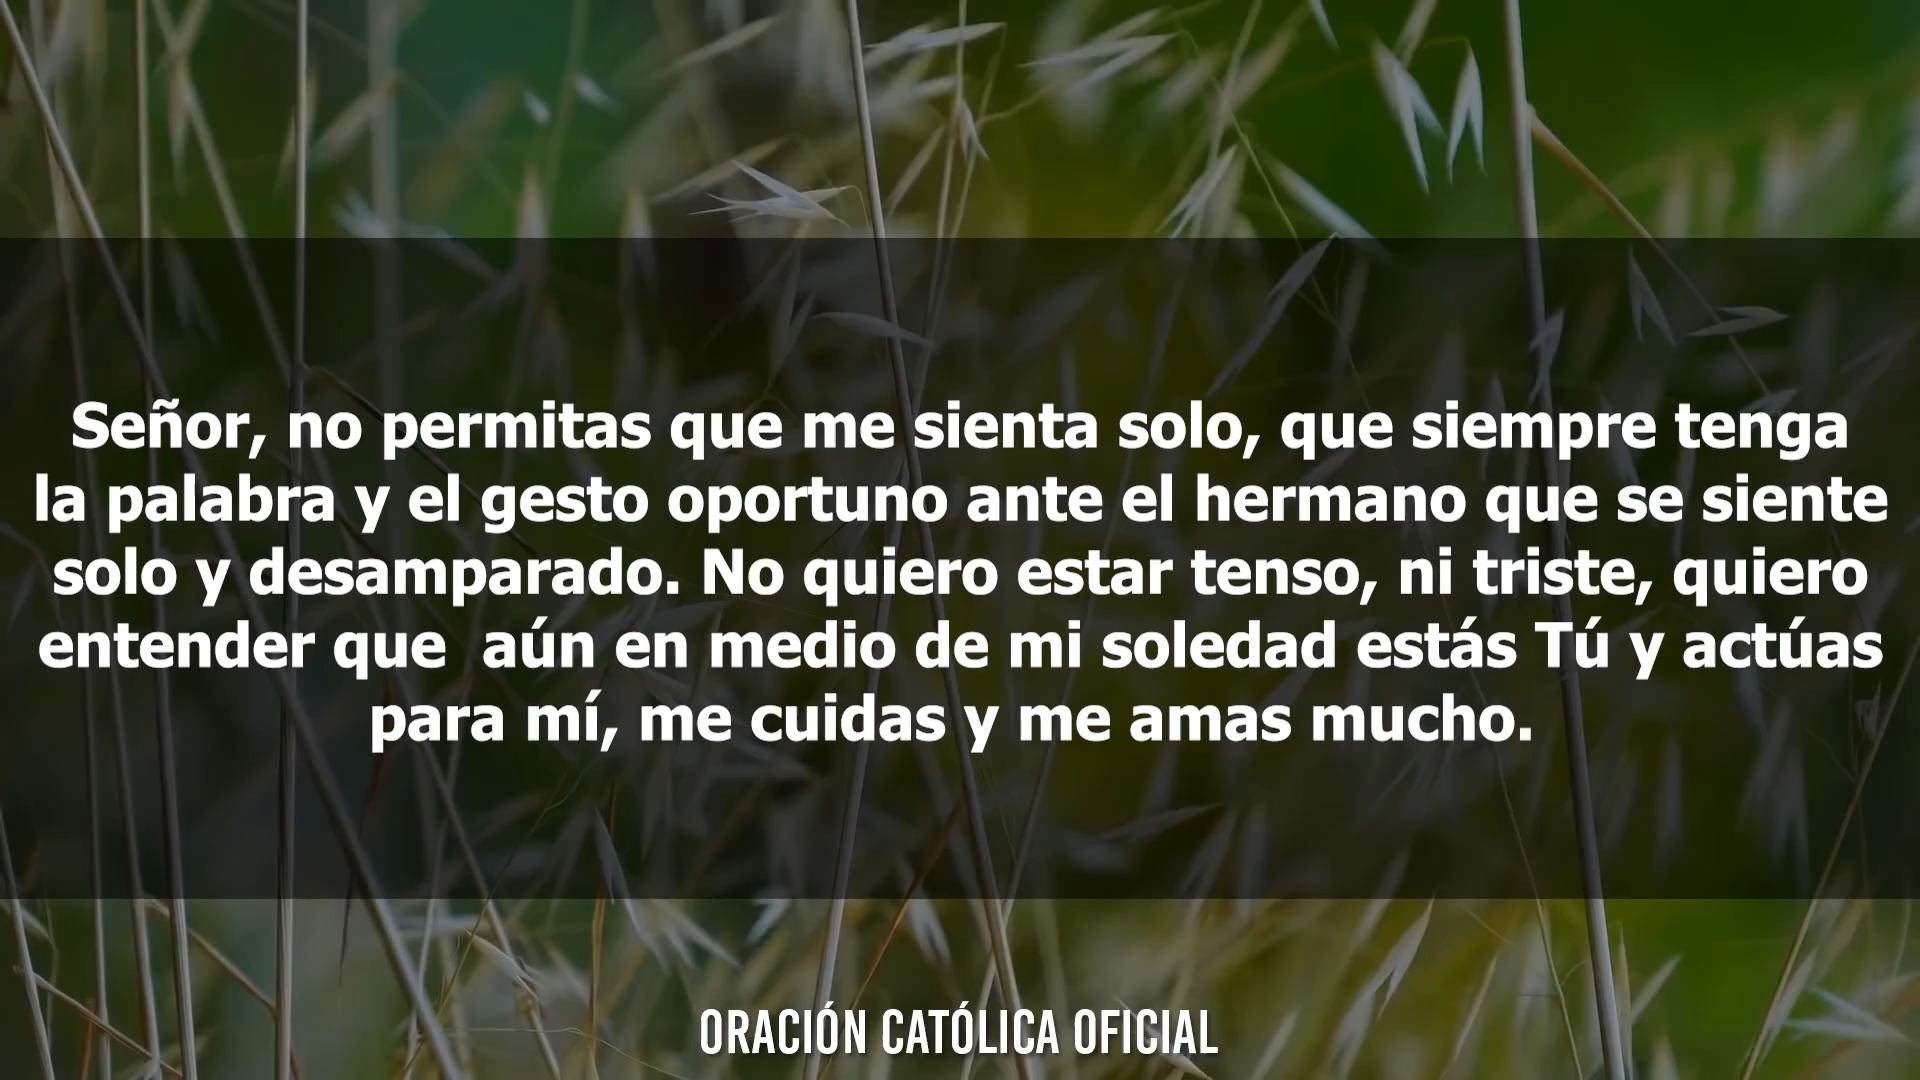 Señor, no permitas que me sienta solo, que siempre tenga
la palabra y el gesto oportuno ante el hermano que se siente
solo y desamparado. No quiero estar tenso, ni triste, quiero
entender que  aún en medio de mi soledad estás Tú y actúas
para mí, me cuidas y me amas mucho.
ORACIÓN CATÓLICA OFICIAL